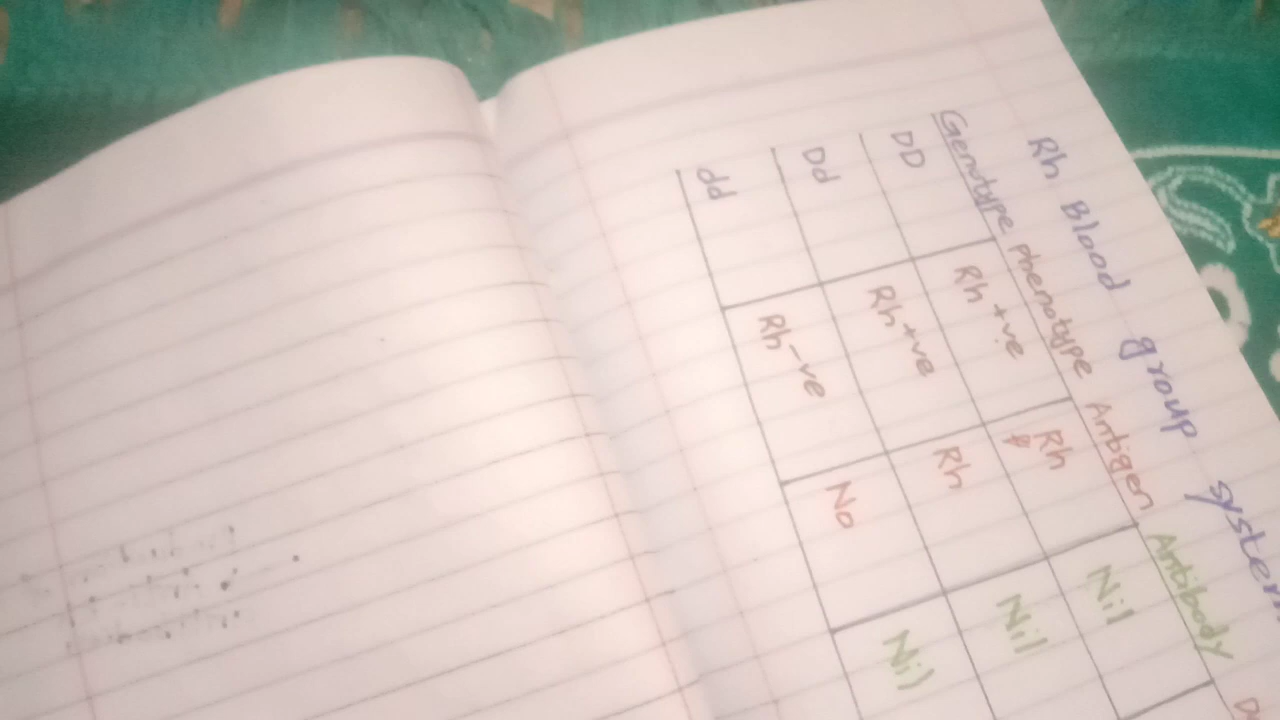 Rh Blood group system
Genotype Phenotype Antigen Antibody
DD Rh +ve Rh Nil
Dd Rh +ve Rh Nil
dd Rh -ve No Nil